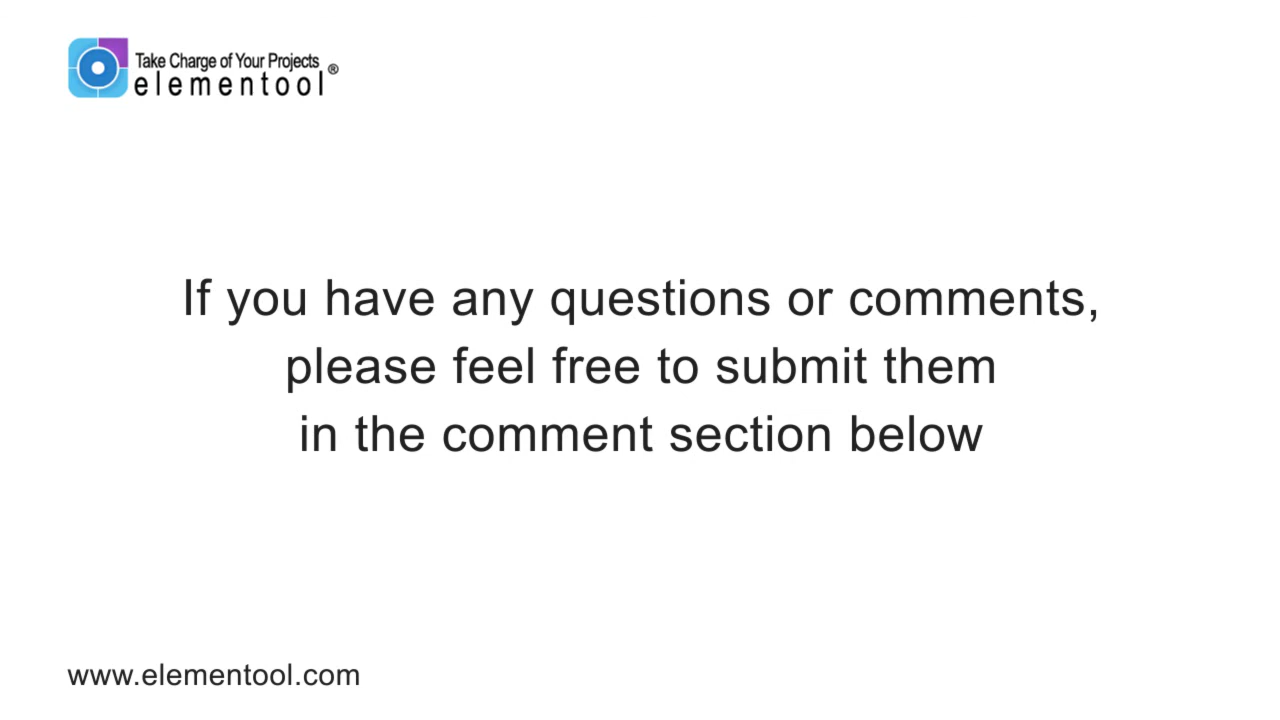 Take Charge of Your Projects
elementool®
If you have any questions or comments,
please feel free to submit them
in the comment section below
www.elementool.com